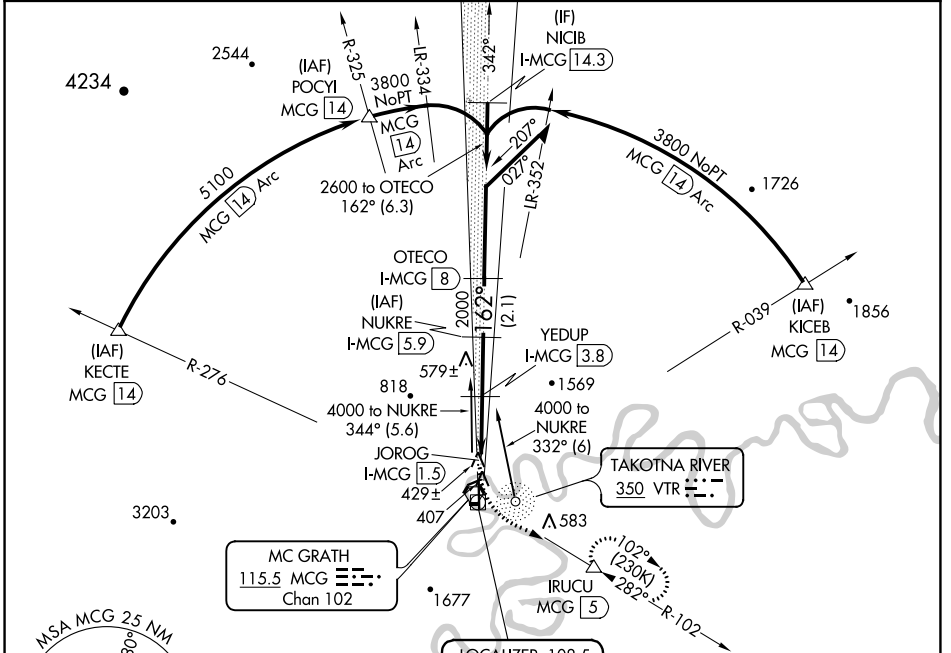 2544
4234
R-325
(IAF)
POCYI
MCG 14
3800
NoPT
MCG
14
Arc
LR-334
342°
(IF)
NICIB
I-MCG 14.3
5100
MCG 14 Arc
2600 to OTECO
162° (6.3)
207°
027°
LR-352
3800 NoPT
MCG 14 Arc
1726
OTECO
I-MCG 8
(IAF)
NUKRE
I-MCG 5.9
2000
162°
(2.1)
YEDUP
I-MCG 3.8
R-039
(IAF)
KICEB
MCG 14
1856
(IAF)
KECTE
MCG 14
R-276
579±
818
1569
4000 to NUKRE
344° (5.6)
4000 to
NUKRE
332° (6)
JOROG
I-MCG 1.5
429±
407
TAKOTNA RIVER
350 VTR
3203
583
MC GRATH
115.5 MCG
Chan 102
1677
102°
(230K)
282°
R-102
IRUCU
MCG 5
MSA MCG 25 NM